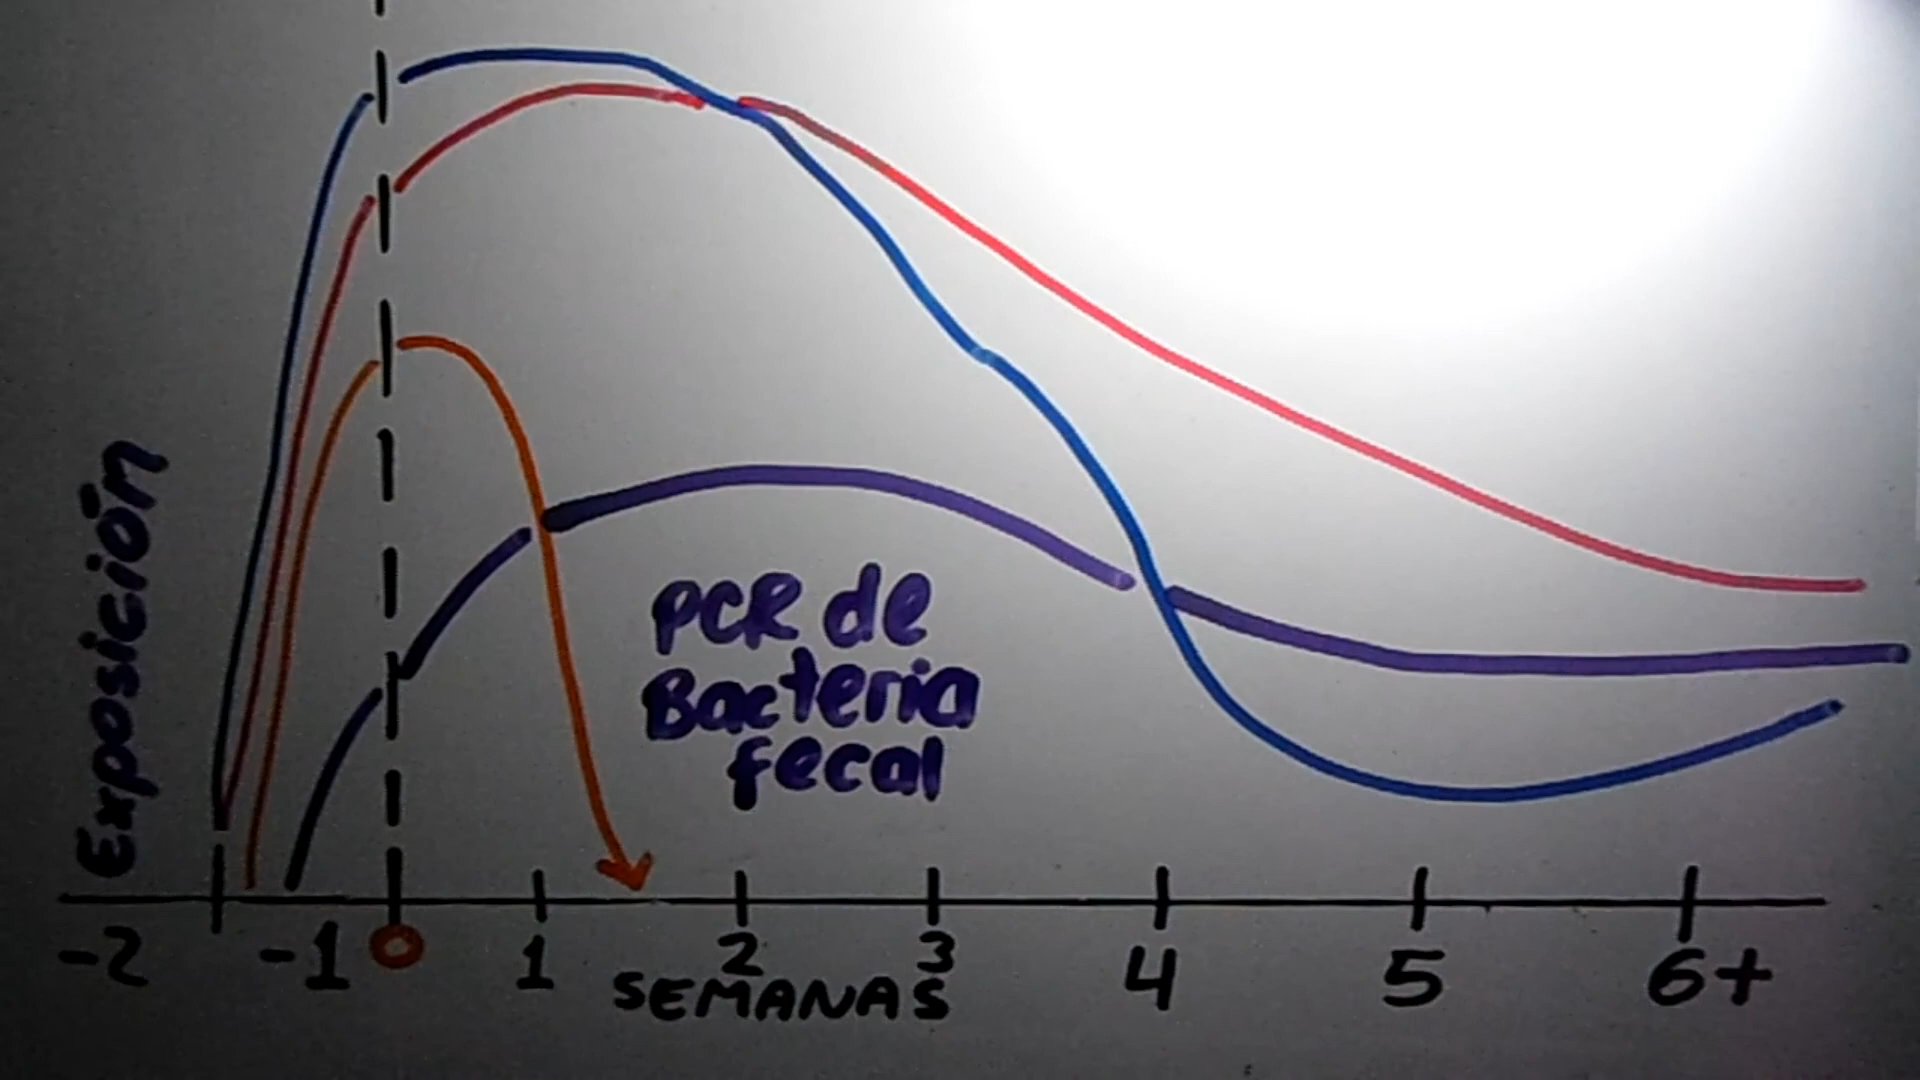 Exposición
PCR de
Bacteria
fecal
-2 -1 0 1 2 3 4 5 6+
SEMANAS